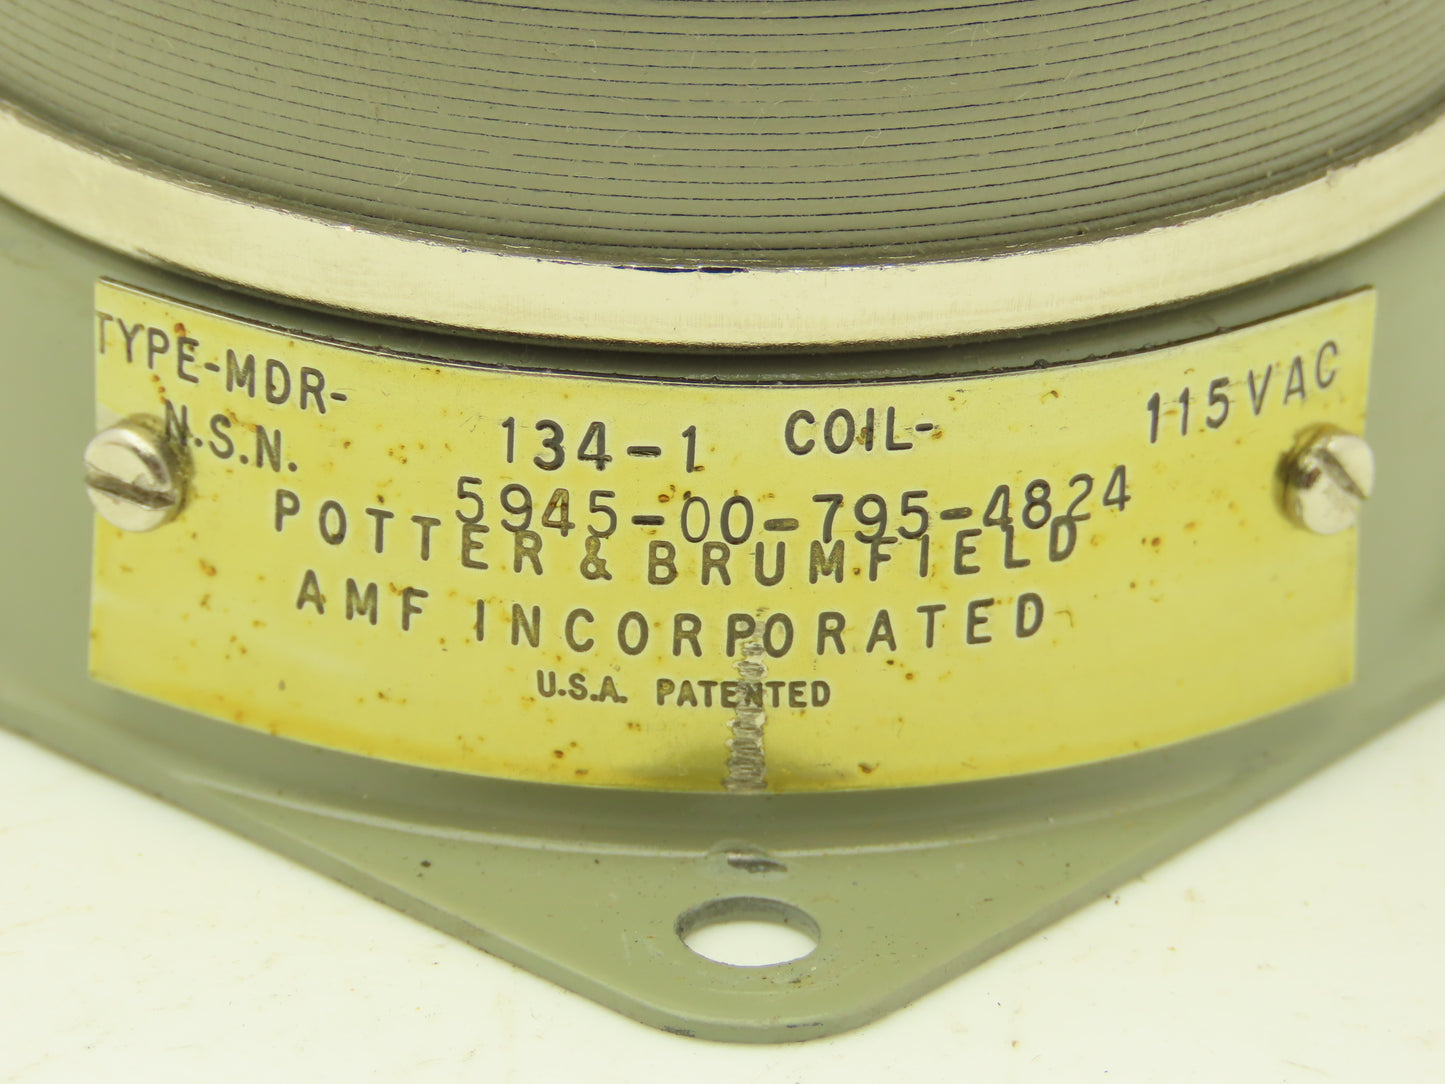 TYPE-MDR- 134-1 COIL- 115VAC
N.S.N. 5945-00-795-4824
POTTER & BRUMFIELD
AMF INCORPORATED
U.S.A. PATENTED